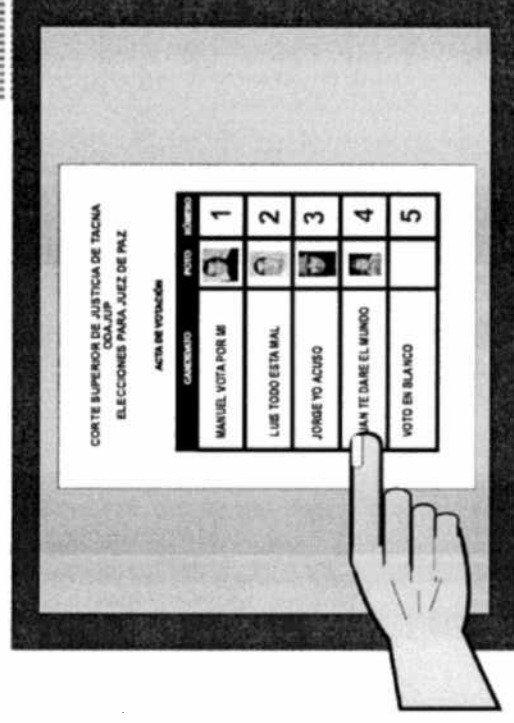 CORTE SUPERIOR DE JUSTICIA DE TACNA
ODAJUP
ELECCIONES PARA JUEZ DE PAZ
ACTA DE VOTACIÓN
CANDIDATO FOTO NÚMERO
MANUEL VOTA POR MI 1
LUIS TODO ESTA MAL 2
JORGE YO ACUSO 3
UAN TE DARE EL MUNDO 4
VOTO EN BLANCO 5